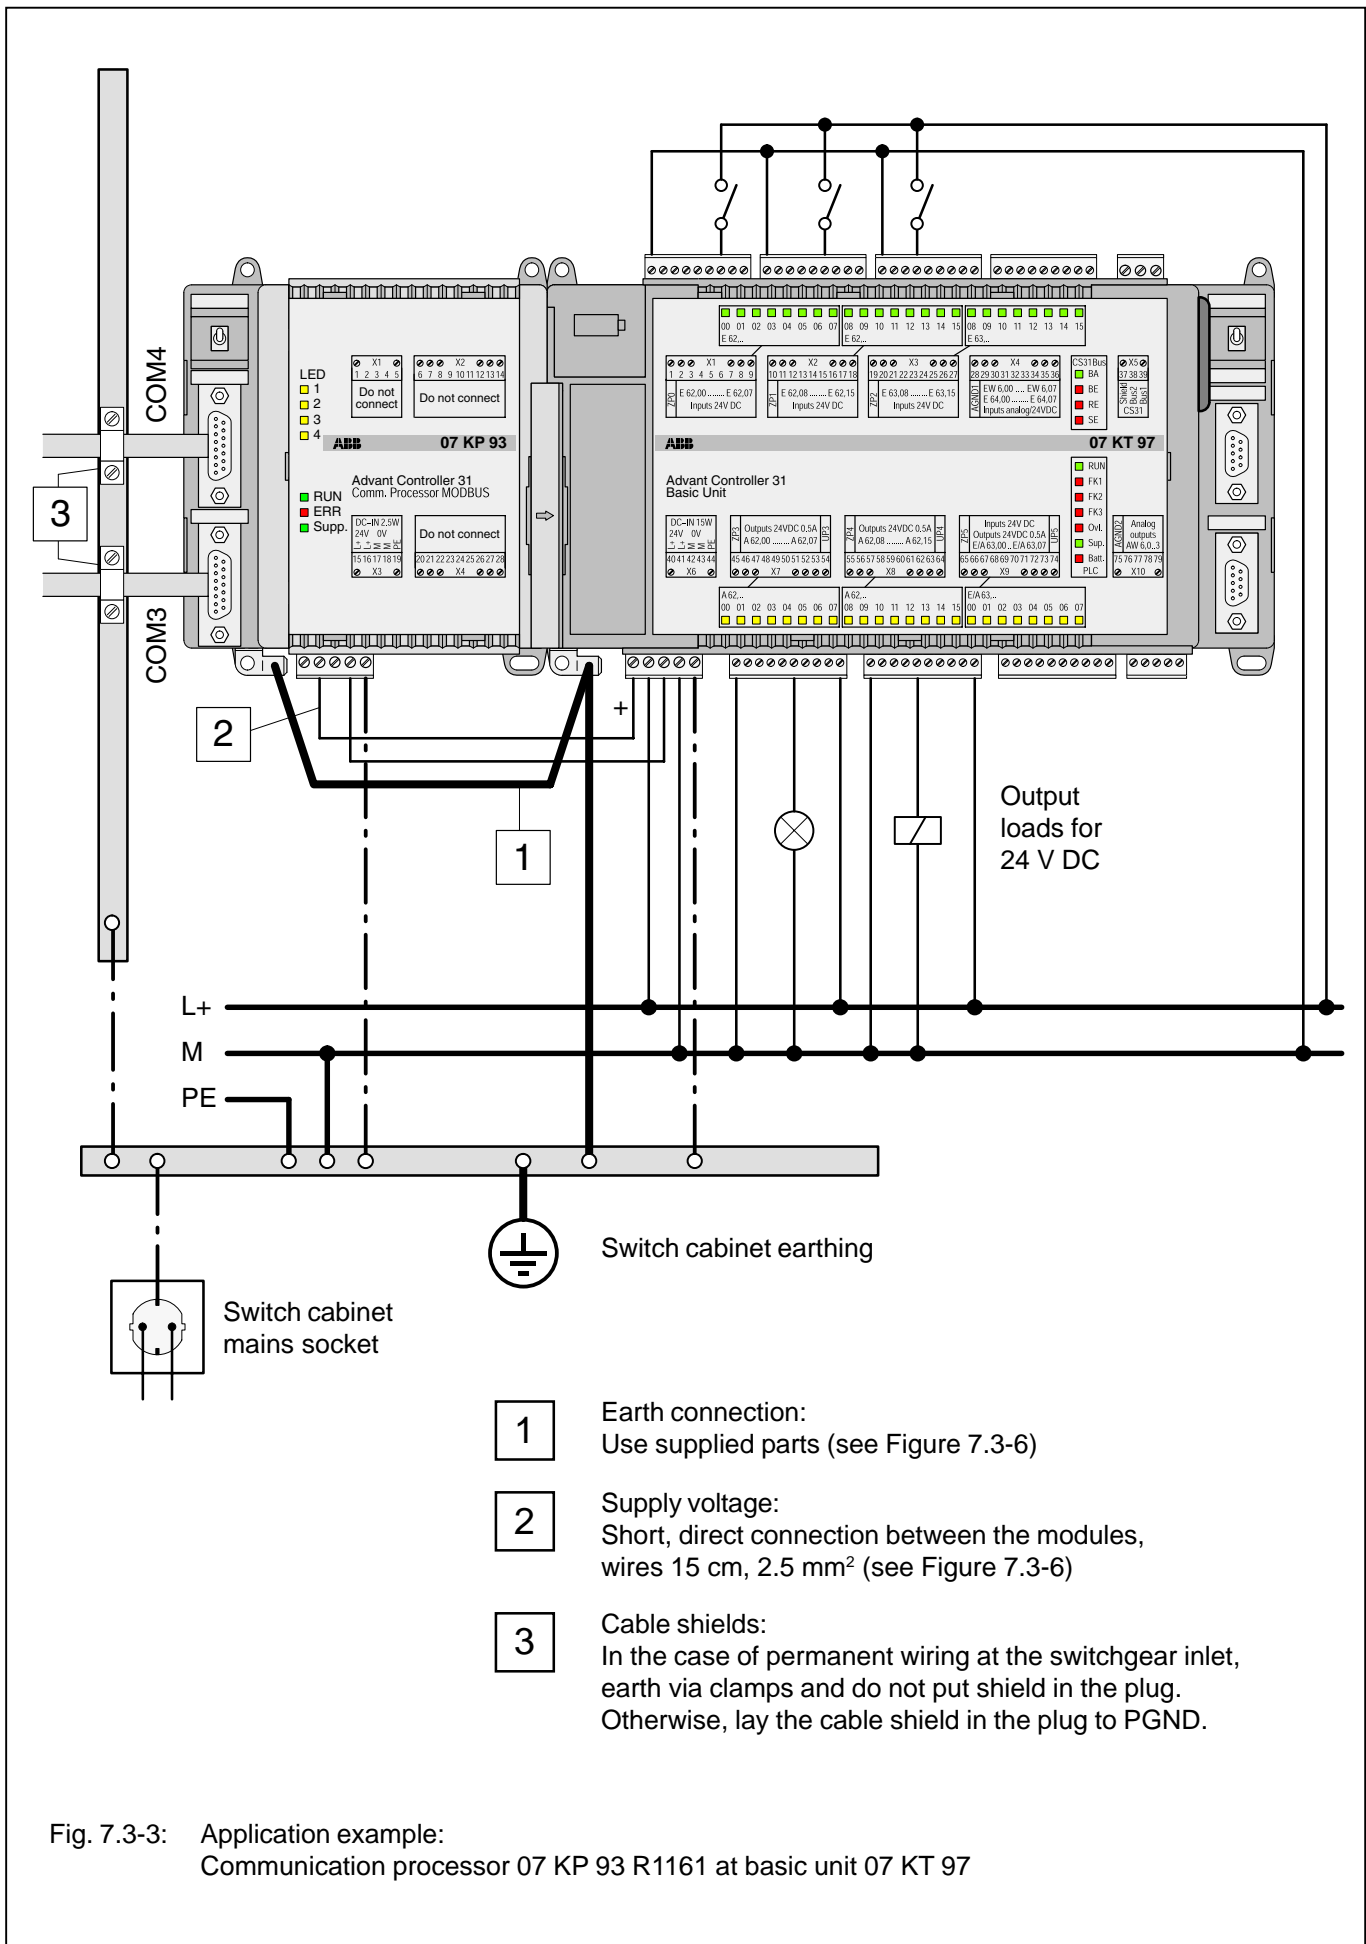 COM4
COM3
3
LED
1
2
3
4
RUN
ERR
Supp.
X1
1 2 3 4 5
Do not
connect
X2
6 7 8 9 10 11 12 13 14
Do not connect
ABB 07 KP 93
Advant Controller 31
Comm. Processor MODBUS
DC–IN 2.5W
24V 0V
L+ L+ M M PE
15 16 17 18 19
X3
Do not connect
20 21 22 23 24 25 26 27 28
X4
00 01 02 03 04 05 06 07
E 62,..
08 09 10 11 12 13 14 15
08 09 10 11 12 13 14 15
E 63,..
X1
1 2 3 4 5 6 7 8 9
ZP0
E 62,00 ........ E 62,07
Inputs 24V DC
X2
10 11 12 13 14 15 16 17 18
ZP1
E 62,08 ........ E 62,15
Inputs 24V DC
X3
19 20 21 22 23 24 25 26 27
ZP2
E 63,08 ........ E 63,15
Inputs 24V DC
X4
28 29 30 31 32 33 34 35 36
AGND1
EW 6,00 ..... EW 6,07
E 64,00 ........ E 64,07
Inputs analog/24VDC
CS31Bus
BA
BE
RE
SE
X5
37 38 39
Shield
Bus2
Bus1
CS31
ABB 07 KT 97
Advant Controller 31
Basic Unit
DC–IN 15W
24V 0V
L+ L+ M M PE
40 41 42 43 44
X6
ZP3
Outputs 24VDC 0.5A
A 62,00 ........ A 62,07
UP3
45 46 47 48 49 50 51 52 53 54
X7
ZP4
Outputs 24VDC 0.5A
A 62,08 ........ A 62,15
UP4
55 56 57 58 59 60 61 62 63 64
X8
ZP5
Inputs 24V DC
Outputs 24VDC 0.5A
E/A 63,00 .. E/A 63,07
UP5
65 66 67 68 69 70 71 72 73 74
X9
RUN
FK1
FK2
FK3
Ovl.
Sup.
Batt.
PLC
AGND2
Analog
outputs
AW 6,0..3
75 76 77 78 79
X10
A 62,..
00 01 02 03 04 05 06 07
A 62,..
08 09 10 11 12 13 14 15
E/A 63,..
00 01 02 03 04 05 06 07
2
+
1
Output
loads for
24 V DC
L+
M
PE
Switch cabinet earthing
Switch cabinet
mains socket
1
Earth connection:
Use supplied parts (see Figure 7.3-6)
2
Supply voltage:
Short, direct connection between the modules,
wires 15 cm, 2.5 mm² (see Figure 7.3-6)
3
Cable shields:
In the case of permanent wiring at the switchgear inlet,
earth via clamps and do not put shield in the plug.
Otherwise, lay the cable shield in the plug to PGND.
Fig. 7.3-3: Application example:
Communication processor 07 KP 93 R1161 at basic unit 07 KT 97